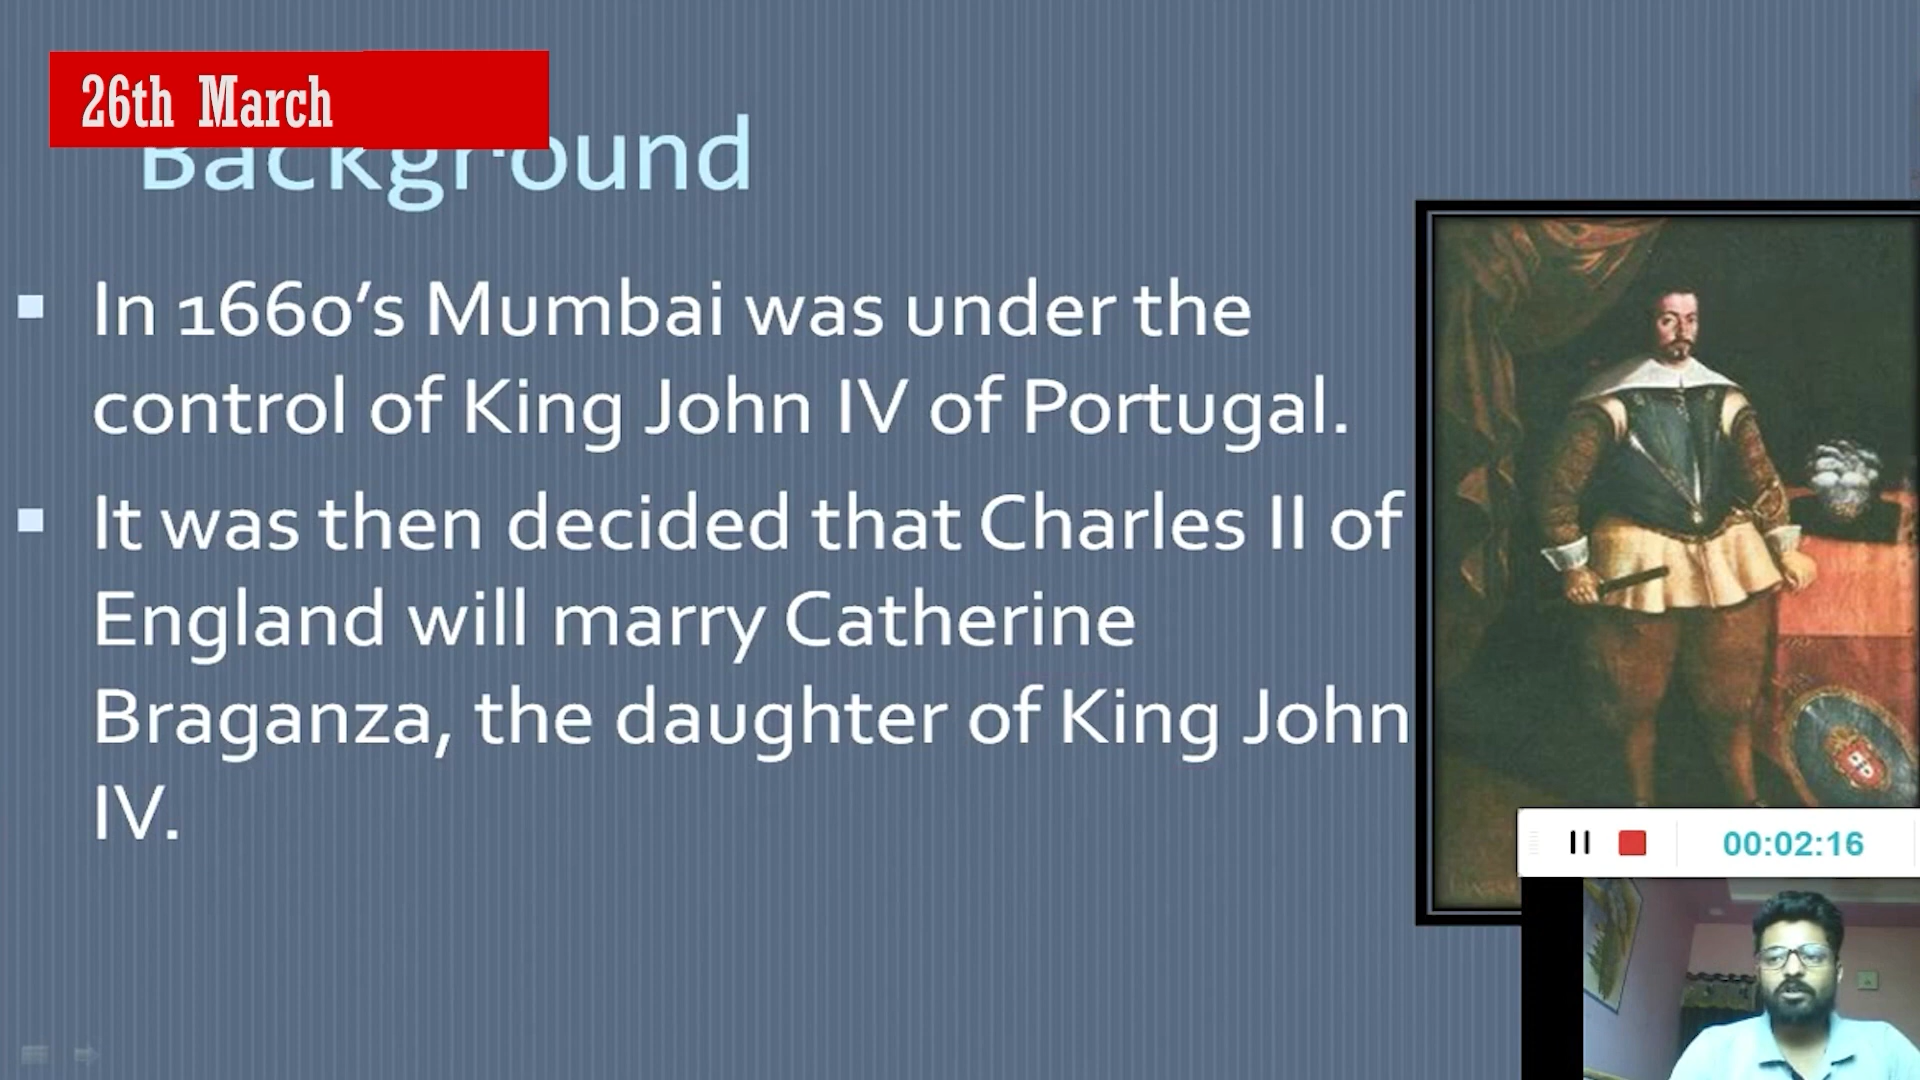 26th March
Background
▪ In 1660’s Mumbai was under the
control of King John IV of Portugal.
▪ It was then decided that Charles II of
England will marry Catherine
Braganza, the daughter of King John
IV.
00:02:16